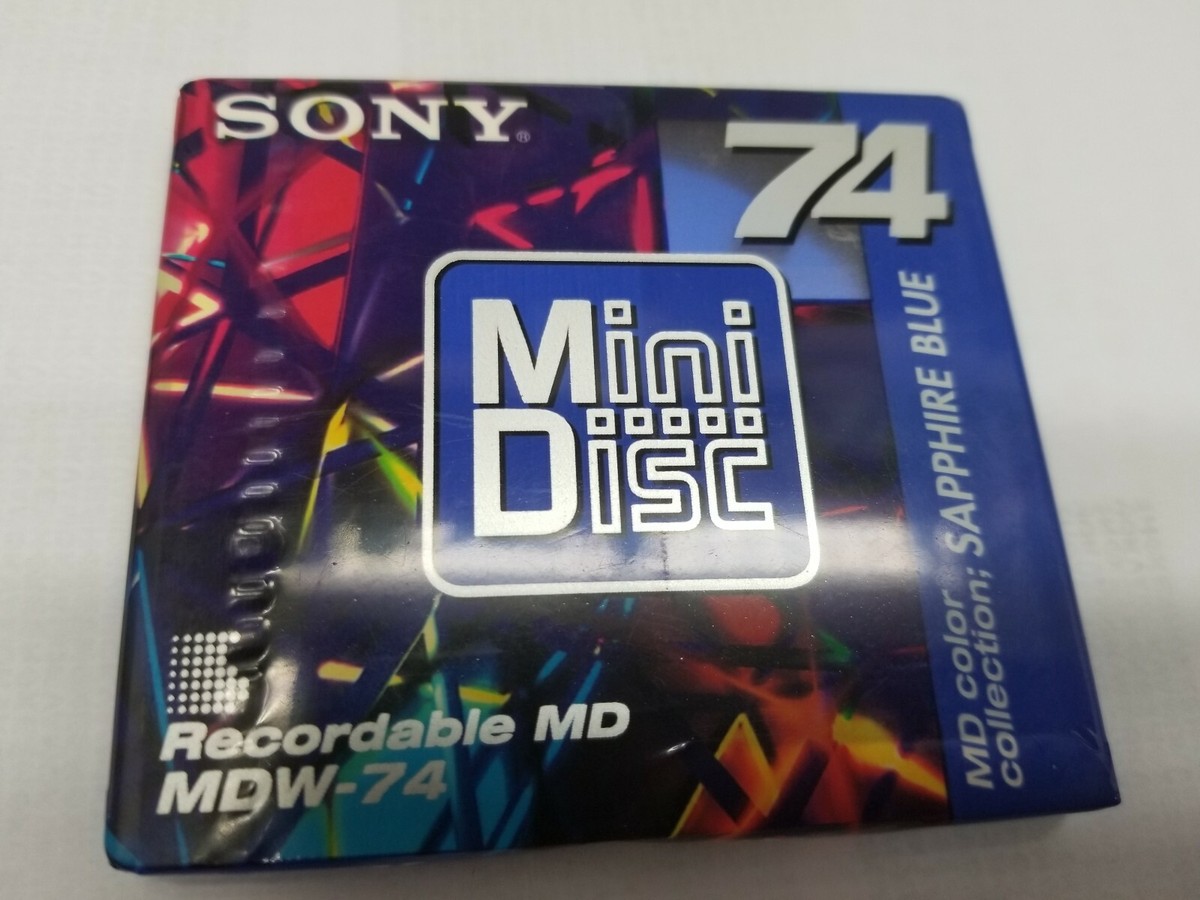 SONY®
74
Mini
Disc
MD color
collection; SAPPHIRE BLUE
Recordable MD
MDW-74